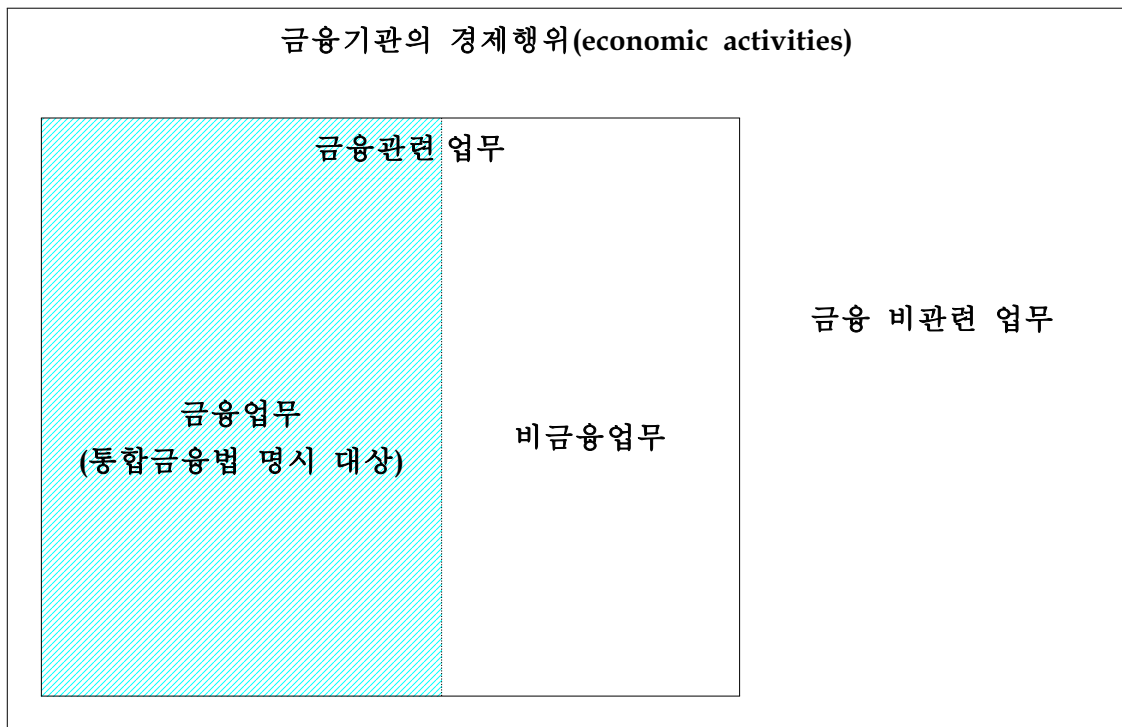 금융기관의 경제행위(economic activities)
금융관련 업무
금융 비관련 업무
금융업무
(통합금융법 명시 대상)
비금융업무